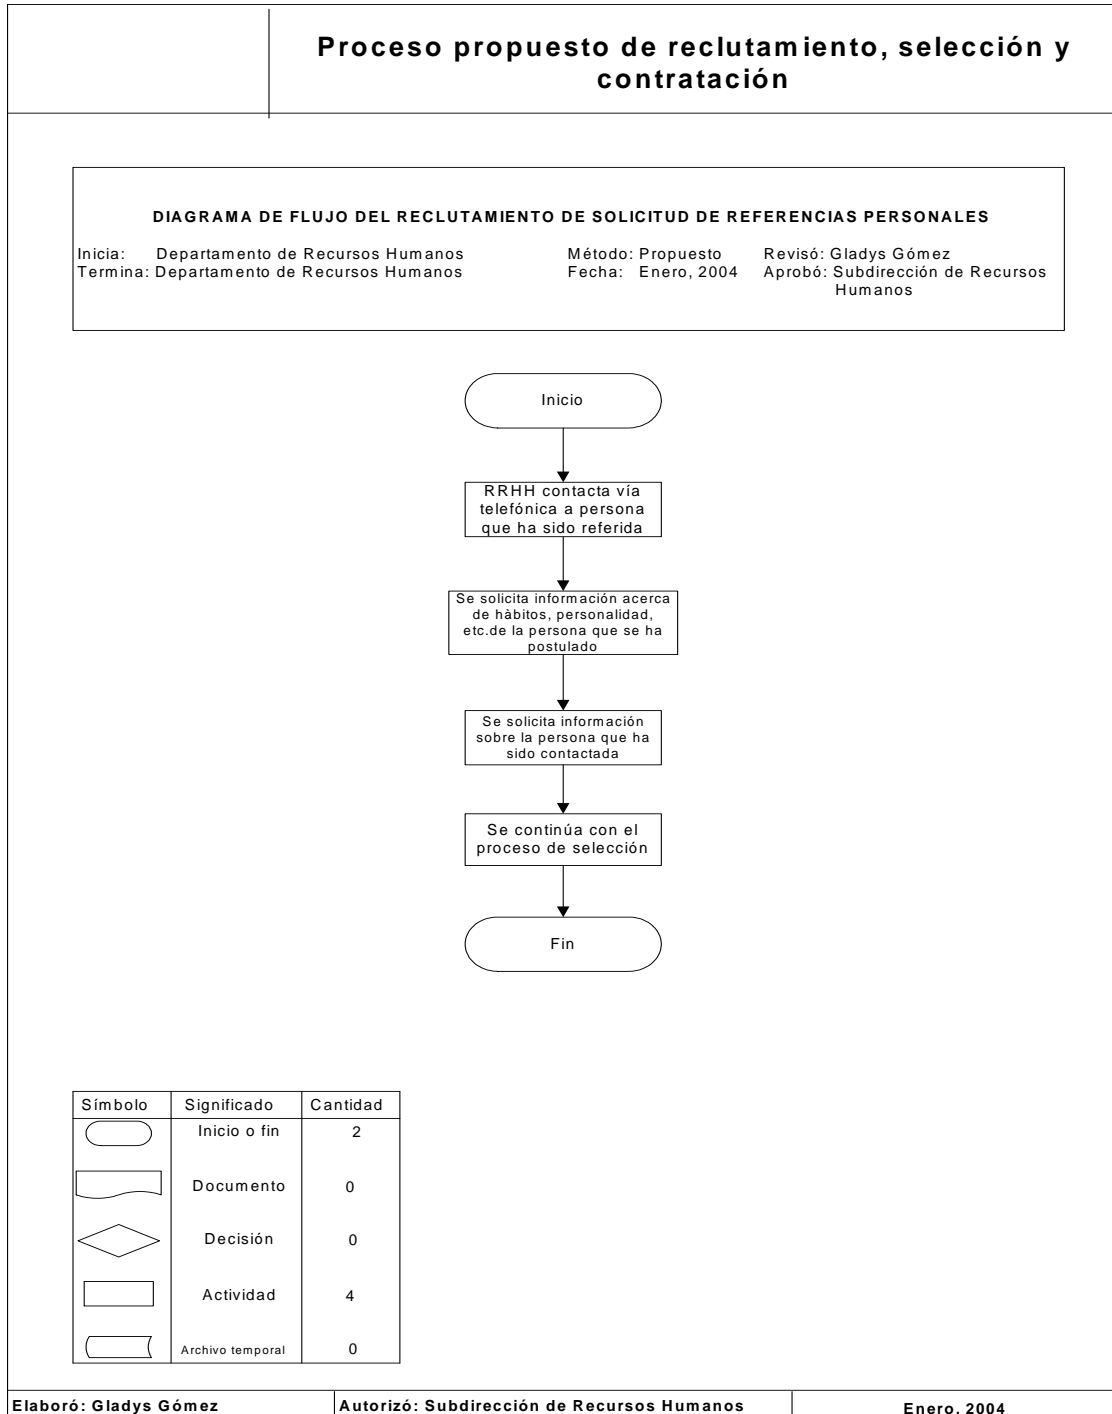 Proceso propuesto de reclutamiento, selección y
contratación
DIAGRAMA DE FLUJO DEL RECLUTAMIENTO DE SOLICITUD DE REFERENCIAS PERSONALES
Inicia: Departamento de Recursos Humanos Método: Propuesto Revisó: Gladys Gómez
Termina: Departamento de Recursos Humanos Fecha: Enero, 2004 Aprobó: Subdirección de Recursos
Humanos
Inicio
RRHH contacta vía
telefónica a persona
que ha sido referida
Se solicita información acerca
de hàbitos, personalidad,
etc.de la persona que se ha
postulado
Se solicita información
sobre la persona que ha
sido contactada
Se continúa con el
proceso de selección
Fin
Símbolo Significado Cantidad
Inicio o fin 2
Documento 0
Decisión 0
Actividad 4
Archivo temporal 0
Elaboró: Gladys Gómez Autorizó: Subdirección de Recursos Humanos Enero, 2004